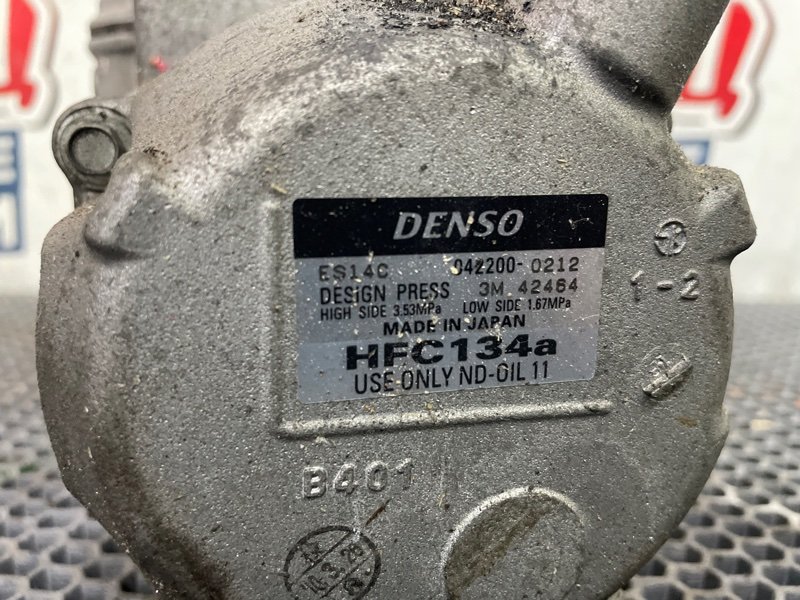 DENSO
ES14C 042200-0212
DESIGN PRESS 3M 42464
HIGH SIDE 3.53MPa LOW SIDE 1.67MPa
MADE IN JAPAN
HFC134a
USE ONLY ND-OIL 11
1-2
B401